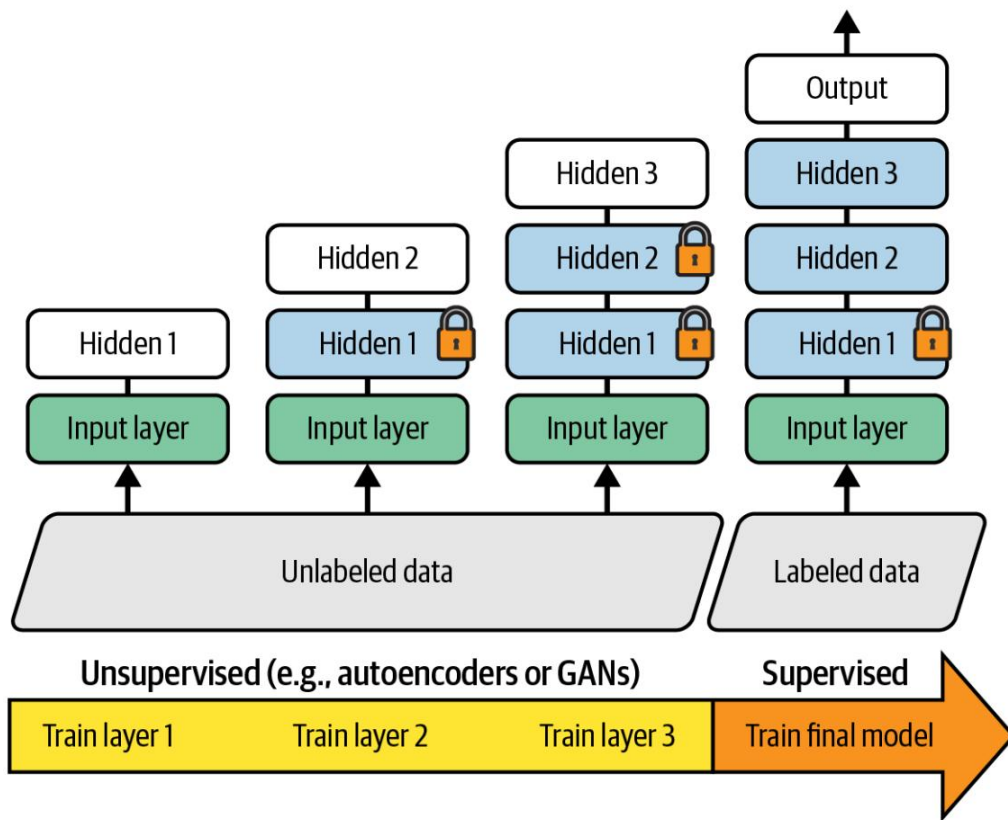 Output
Hidden 3
Hidden 3
Hidden 2
Hidden 2
Hidden 2
Hidden 1
Hidden 1
Hidden 1
Hidden 1
Input layer
Input layer
Input layer
Input layer
Unlabeled data
Labeled data
Unsupervised (e.g., autoencoders or GANs)
Supervised
Train layer 1
Train layer 2
Train layer 3
Train final model